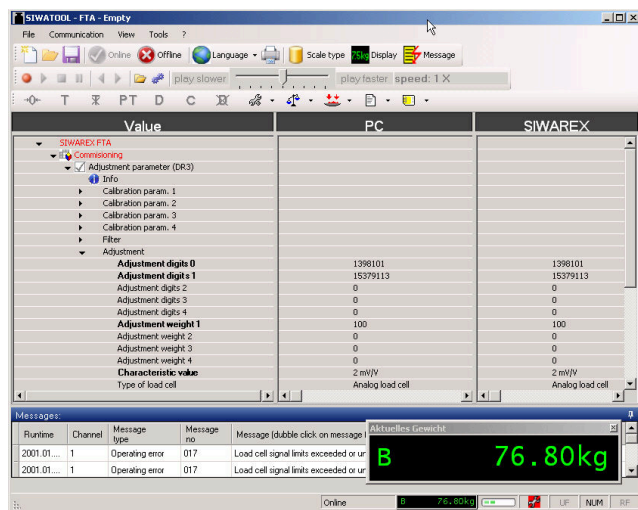 SIWATOOL - FTA - Empty
File Communication View Tools ?
Online Offline Language Scale type 75kg Display Message
play slower play faster speed: 1 X
→0← T PT D C
Value PC SIWAREX
SIWAREX FTA
Commisioning
Adjustment parameter (DR3)
Info
Calibration param. 1
Calibration param. 2
Calibration param. 3
Calibration param. 4
Filter
Adjustment
Adjustment digits 0 1398101 1398101
Adjustment digits 1 15379113 15379113
Adjustment digits 2 0 0
Adjustment digits 3 0 0
Adjustment digits 4 0 0
Adjustment weight 1 100 100
Adjustment weight 2 0 0
Adjustment weight 3 0 0
Adjustment weight 4 0 0
Characteristic value 2 mV/V 2 mV/V
Type of load cell Analog load cell Analog load cell
Messages:
Runtime Channel Message type Message no Message (dubble click on message
2001.01.... 1 Operating error 017 Load cell signal limits exceeded or ur
2001.01.... 1 Operating error 017 Load cell signal limits exceeded or ur
Aktuelles Gewicht
B 76.80kg
Online B 76.80kg UF NUM RF